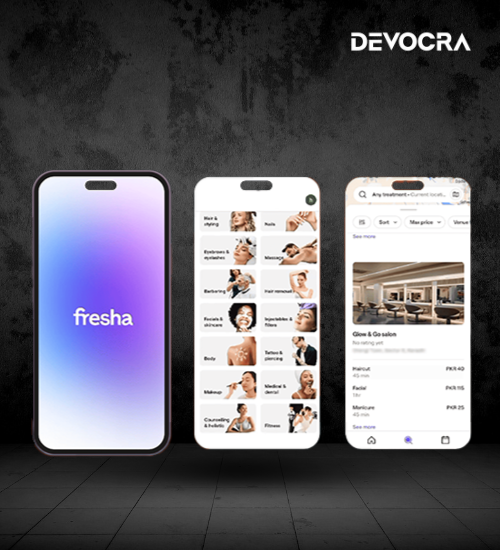 DEVOCRA
fresha
Hair &
styling
Nails
Eyebrows &
eyelashes
Massage
Barbering
Hair removal
Facials &
skincare
Injectables &
fillers
Body
Tattoo &
piercing
Makeup
Medical &
dental
Counselling
& holistic
Fitness
Any treatment • Current locati...
Sort
Max price
Venue
See more
Glow & Go salon
No rating yet
Haircut
PKR 40
45 min
Facial
PKR 115
1 hr
Manicure
PKR 25
45 min
See more